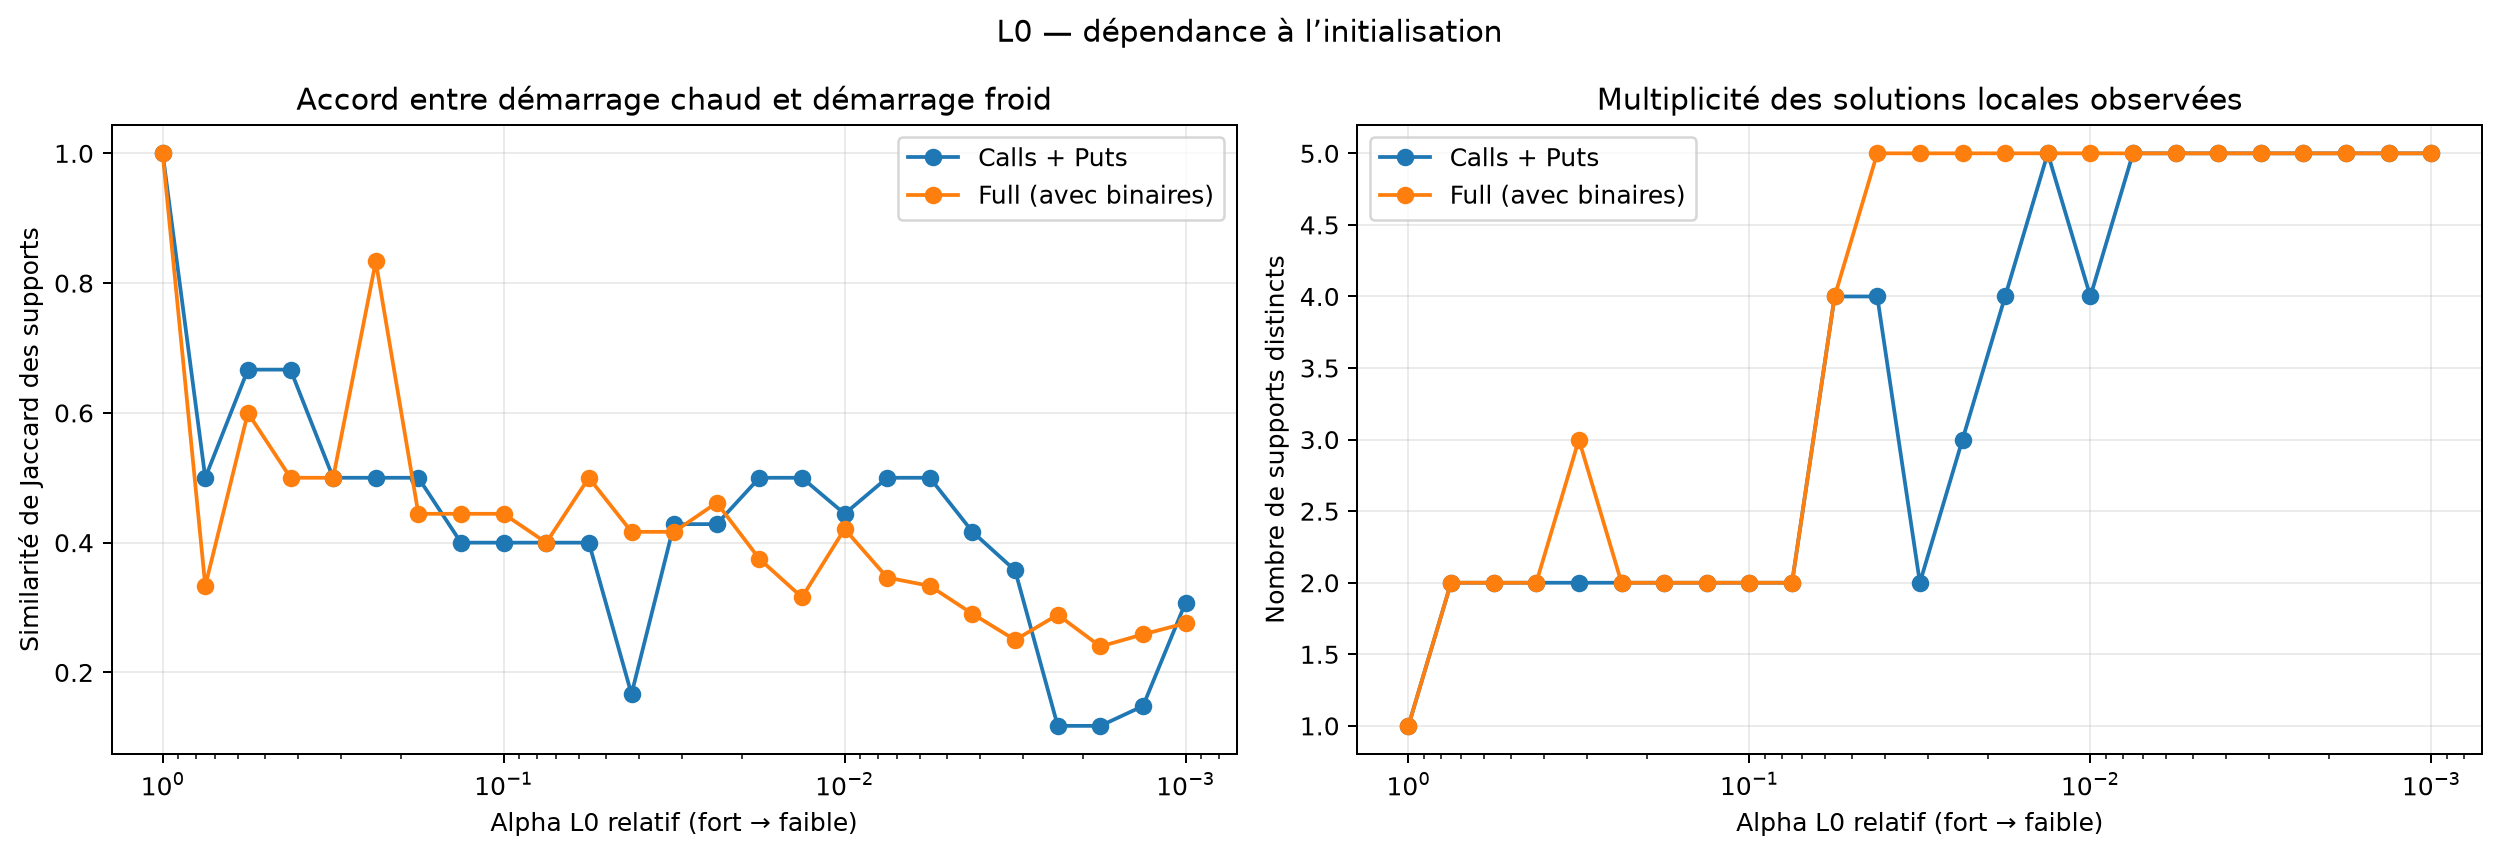 L0 — dépendance à l’initialisation
Accord entre démarrage chaud et démarrage froid
Similarité de Jaccard des supports
1.0
0.8
0.6
0.4
0.2
Calls + Puts
Full (avec binaires)
10⁰
10⁻¹
10⁻²
10⁻³
Alpha L0 relatif (fort → faible)
Multiplicité des solutions locales observées
Nombre de supports distincts
5.0
4.5
4.0
3.5
3.0
2.5
2.0
1.5
1.0
Calls + Puts
Full (avec binaires)
10⁰
10⁻¹
10⁻²
10⁻³
Alpha L0 relatif (fort → faible)